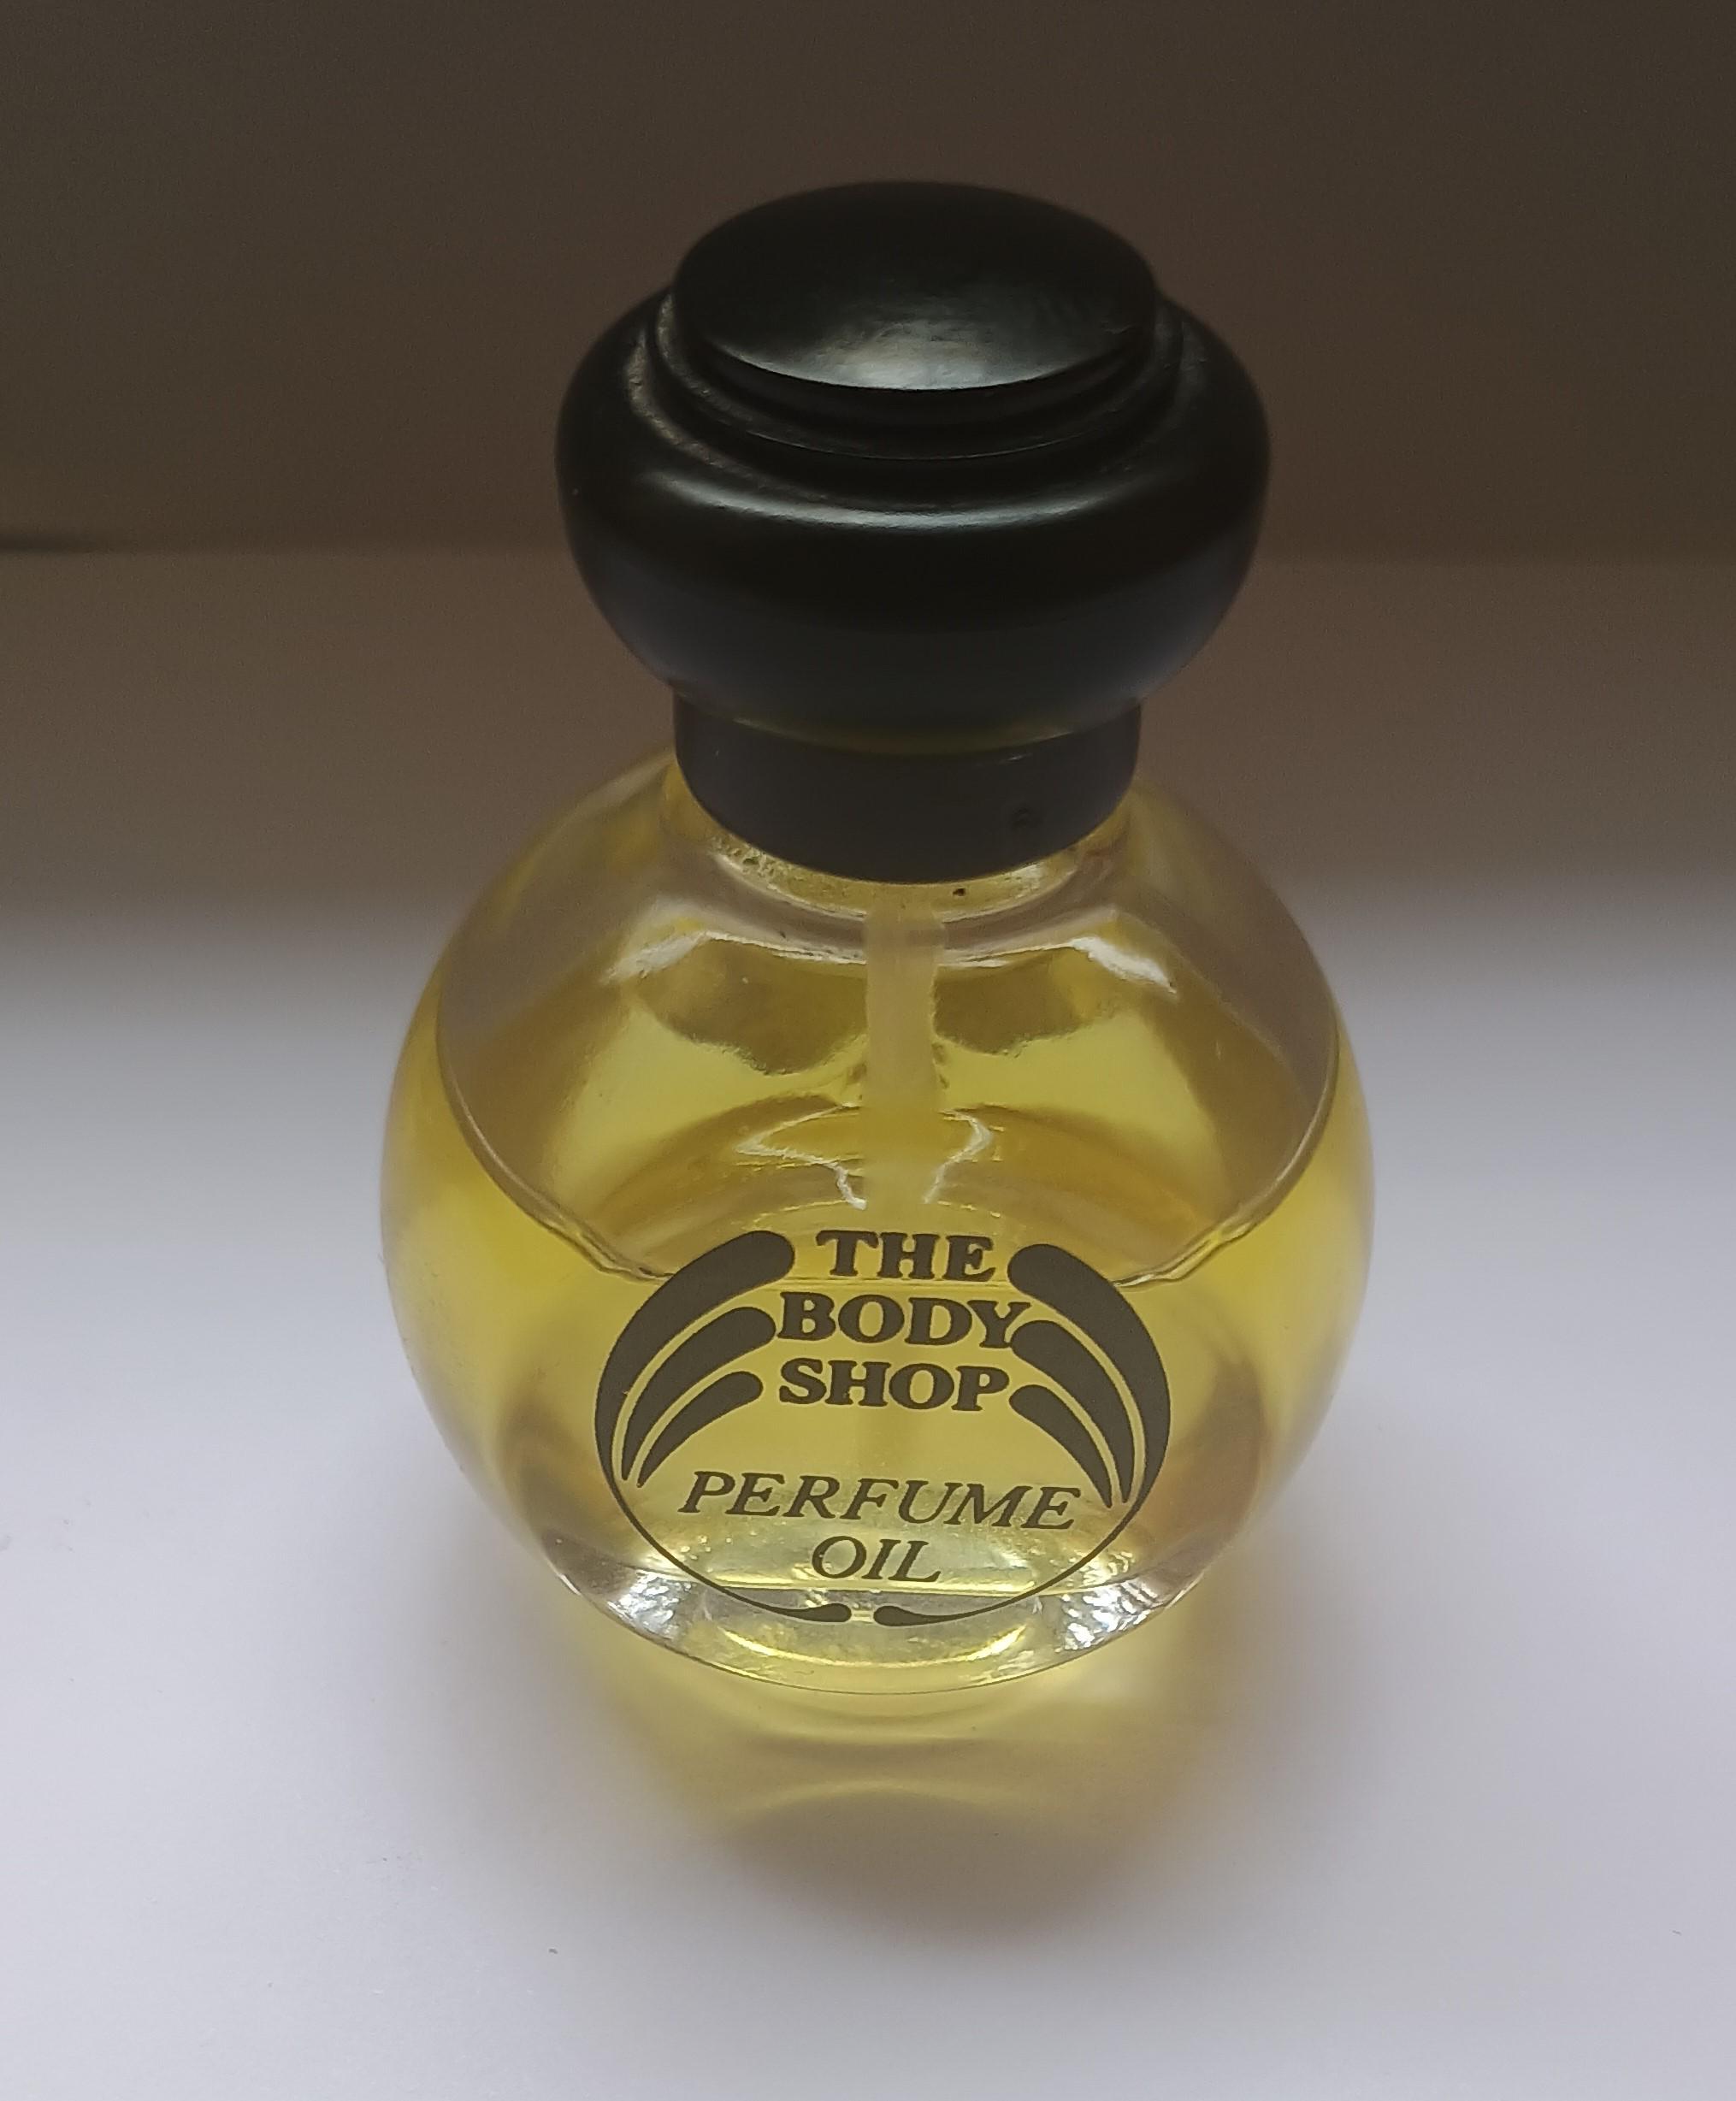 THE
BODY
SHOP
PERFUME
OIL